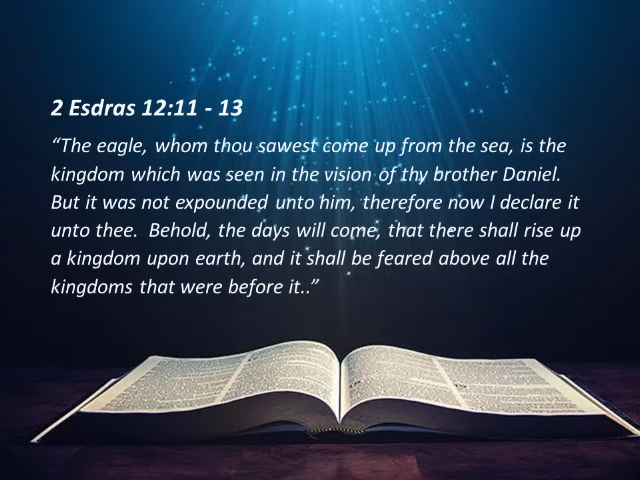 2 Esdras 12:11 - 13
“The eagle, whom thou sawest come up from the sea, is the
kingdom which was seen in the vision of thy brother Daniel.
But it was not expounded unto him, therefore now I declare it
unto thee.  Behold, the days will come, that there shall rise up
a kingdom upon earth, and it shall be feared above all the
kingdoms that were before it..”